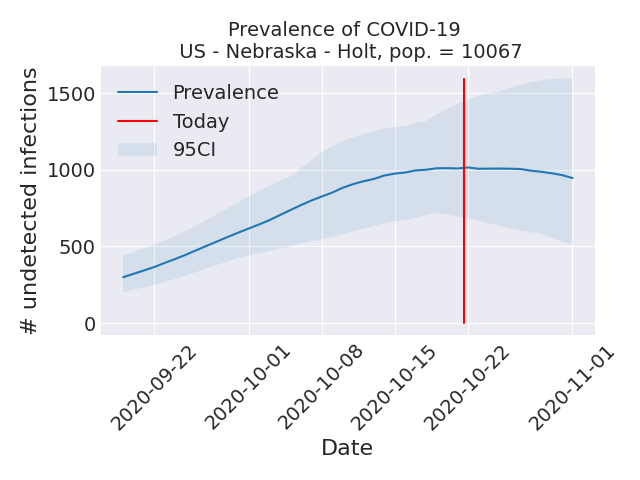 Prevalence of COVID-19
US - Nebraska - Holt, pop. = 10067
Prevalence
Today
95CI
# undetected infections
1500
1000
500
0
2020-09-22
2020-10-01
2020-10-08
2020-10-15
2020-10-22
2020-11-01
Date